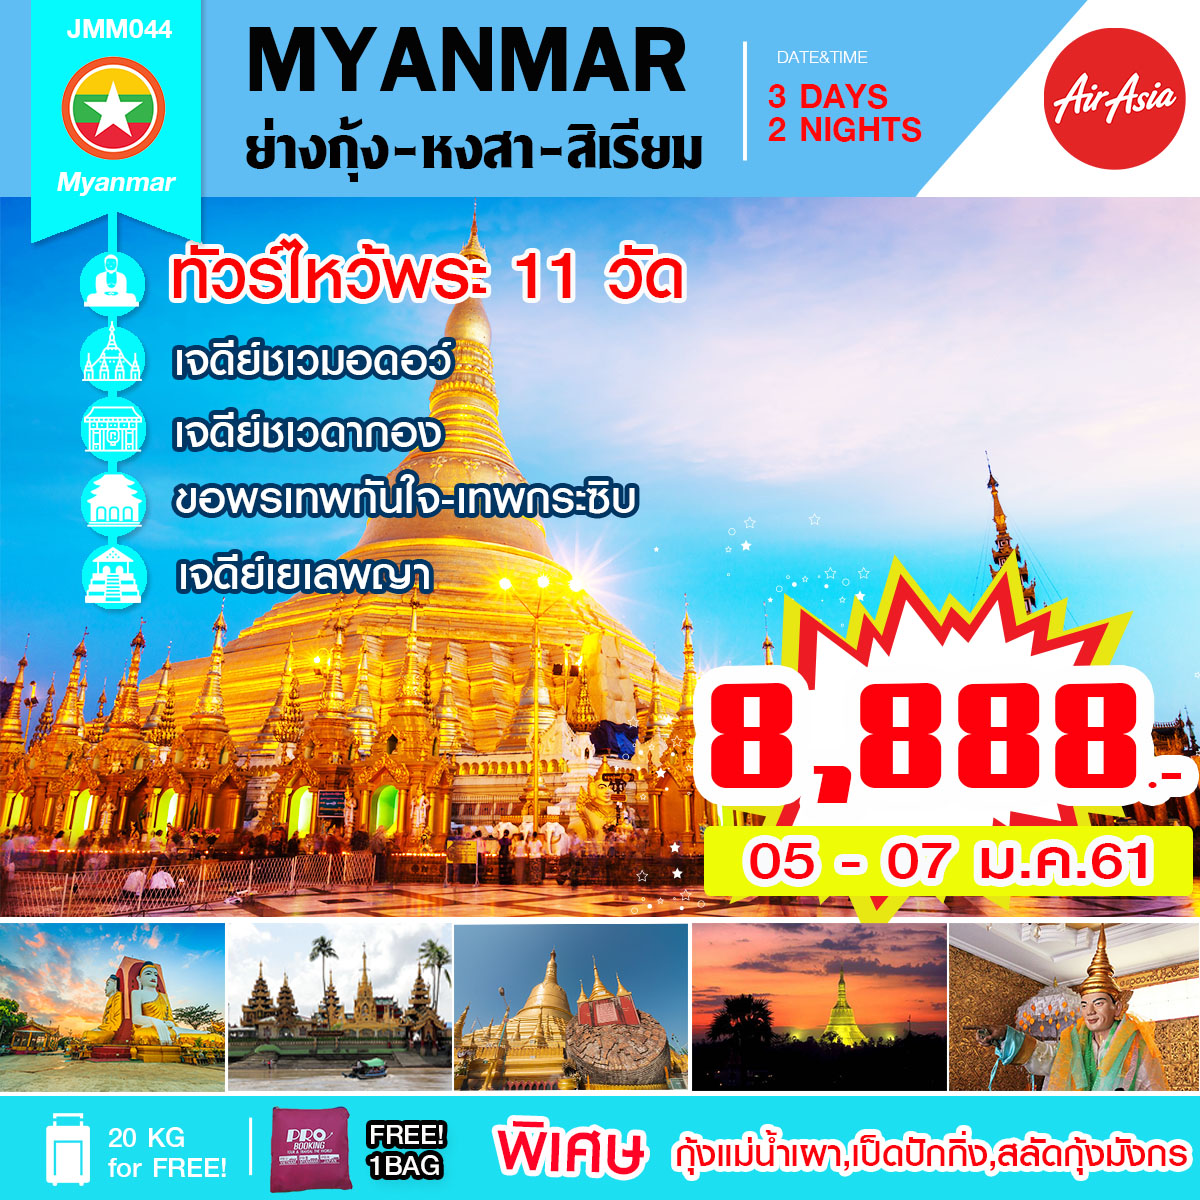 JMM044
Myanmar
MYANMAR
ย่างกุ้ง-หงสา-สิเรียม
DATE&TIME
3 DAYS
2 NIGHTS
AirAsia
ทัวร์ไหว้พระ 11 วัด
เจดีย์ชเวมอดอว์
เจดีย์ชเวดากอง
ขอพรเทพทันใจ-เทพกระซิบ
เจดีย์เยเลพญา
8,888.-
05 - 07 ม.ค.61
20 KG
for FREE!
PRO
BOOKING
FREE!
1BAG
พิเศษ กุ้งแม่น้ำเผา,เป็ดปักกิ่ง,สลัดกุ้งมังกร